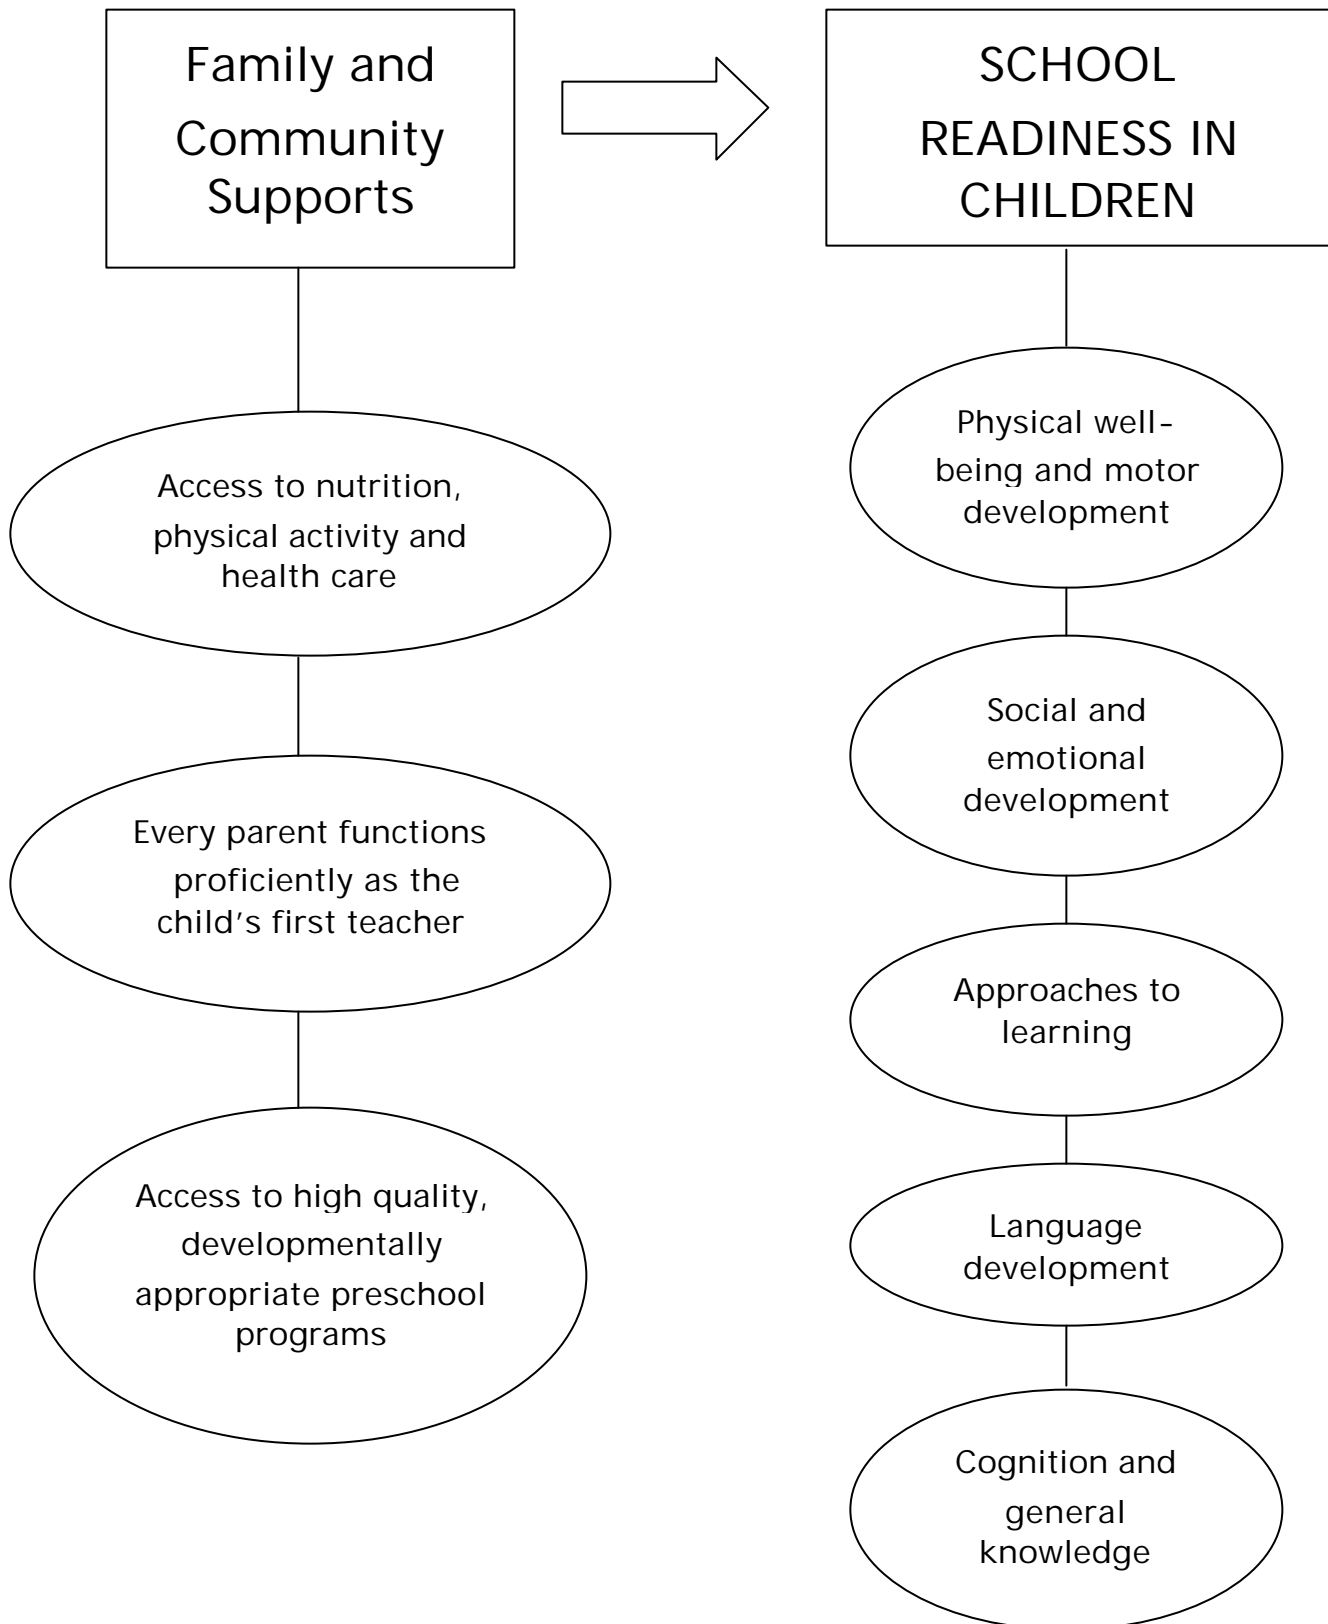 Family and
Community
Supports
SCHOOL
READINESS IN
CHILDREN
Access to nutrition,
physical activity and
health care
Every parent functions
proficiently as the
child’s first teacher
Access to high quality,
developmentally
appropriate preschool
programs
Physical well-
being and motor
development
Social and
emotional
development
Approaches to
learning
Language
development
Cognition and
general
knowledge